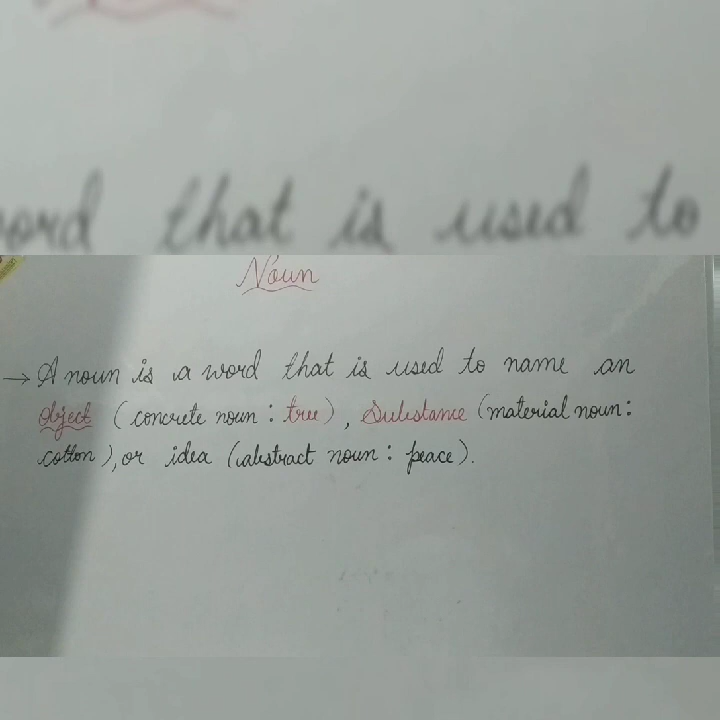 word that is used to
Noun
→ A noun is a word that is used to name an
object (concrete noun : tree), Substance (material noun :
cotton), or idea (abstract noun : peace).